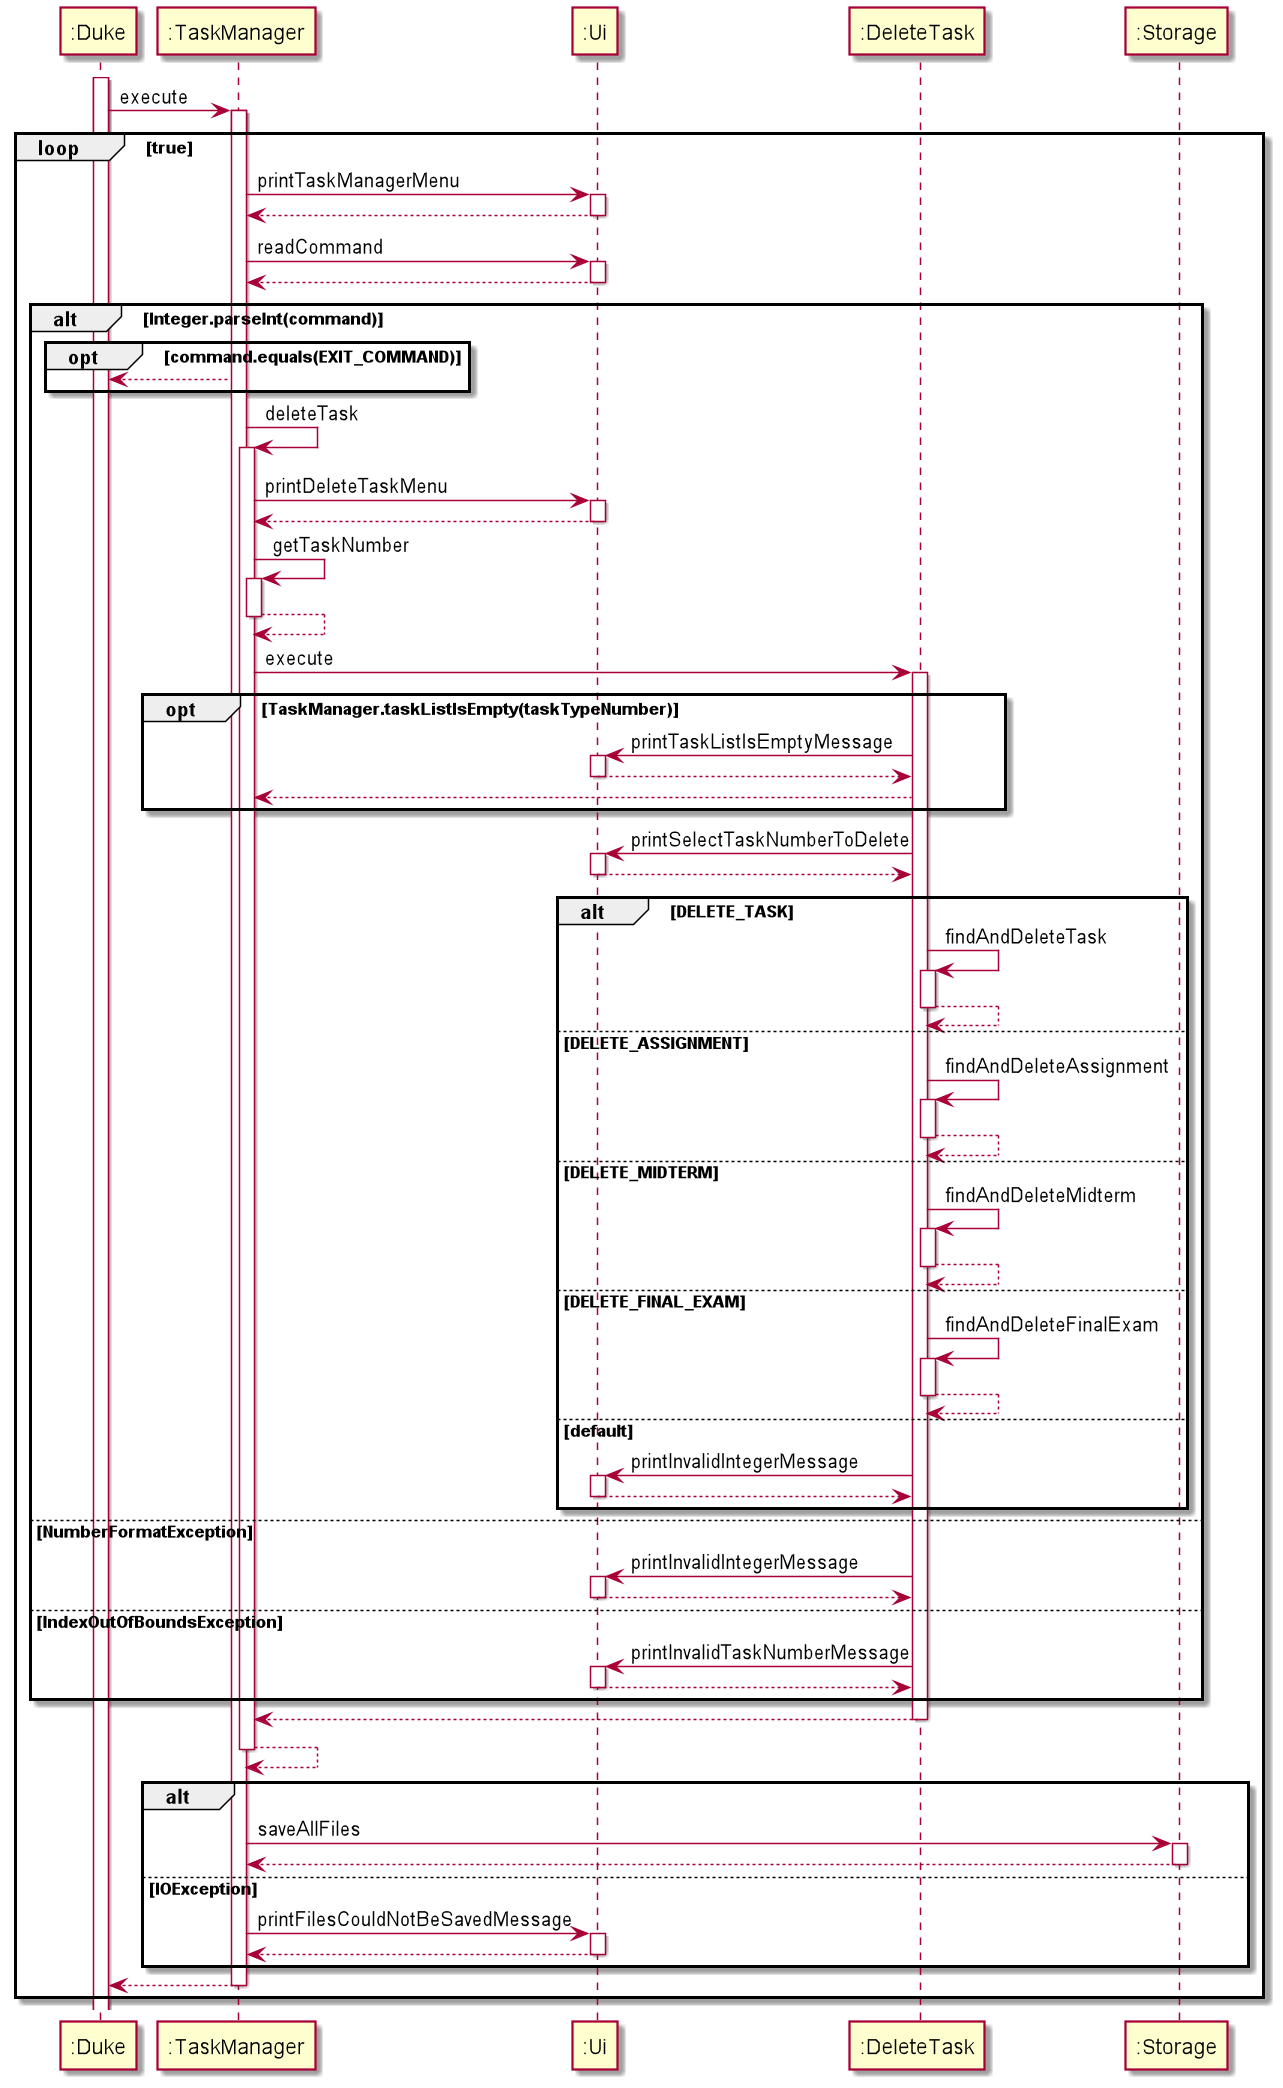 :Duke :TaskManager :Ui :DeleteTask :Storage
execute
loop [true]
printTaskManagerMenu
readCommand
alt [Integer.parseInt(command)]
opt [command.equals(EXIT_COMMAND)]
deleteTask
printDeleteTaskMenu
getTaskNumber
execute
opt [TaskManager.taskListIsEmpty(taskTypeNumber)]
printTaskListIsEmptyMessage
printSelectTaskNumberToDelete
alt [DELETE_TASK]
findAndDeleteTask
[DELETE_ASSIGNMENT]
findAndDeleteAssignment
[DELETE_MIDTERM]
findAndDeleteMidterm
[DELETE_FINAL_EXAM]
findAndDeleteFinalExam
[default]
printInvalidIntegerMessage
[NumberFormatException]
printInvalidIntegerMessage
[IndexOutOfBoundsException]
printInvalidTaskNumberMessage
alt
saveAllFiles
[IOException]
printFilesCouldNotBeSavedMessage
:Duke :TaskManager :Ui :DeleteTask :Storage